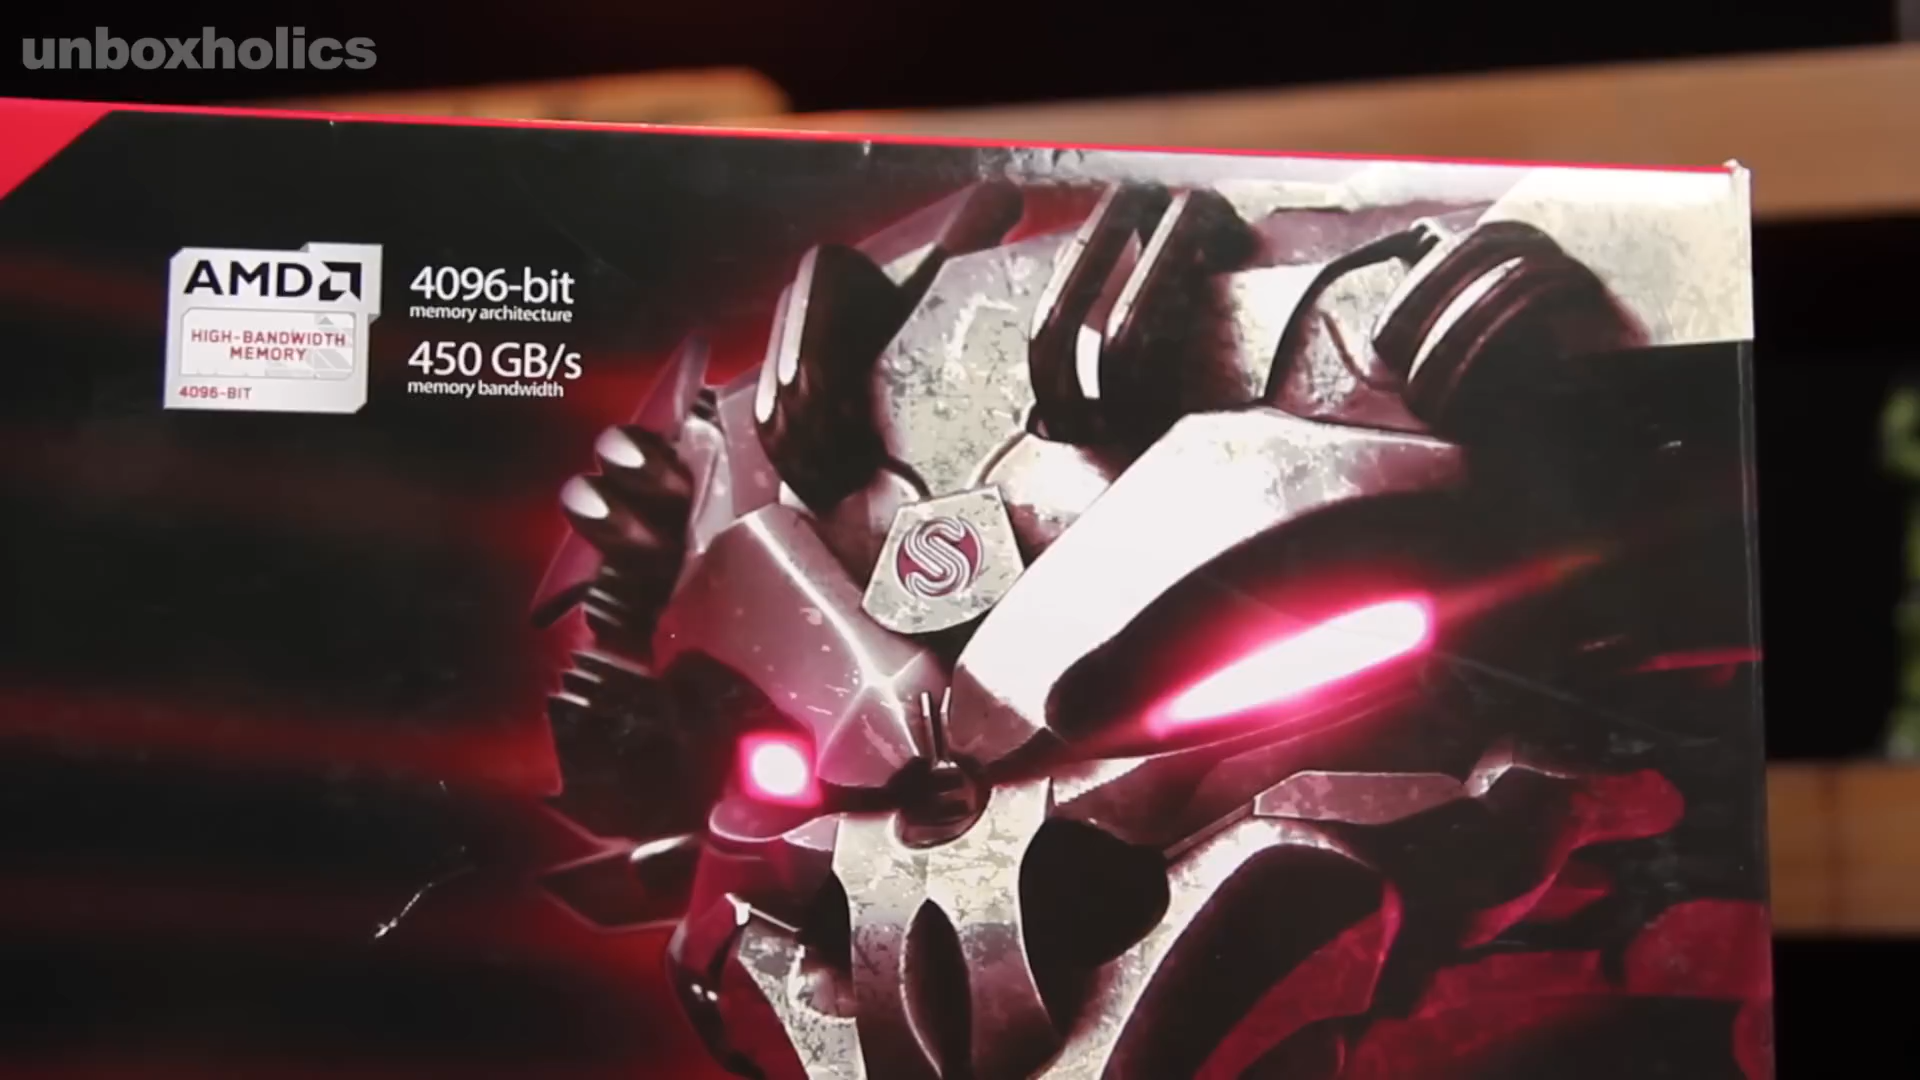 unboxholics
AMD
HIGH-BANDWIDTH
MEMORY
4096-BIT
4096-bit
memory architecture
450 GB/s
memory bandwidth
S